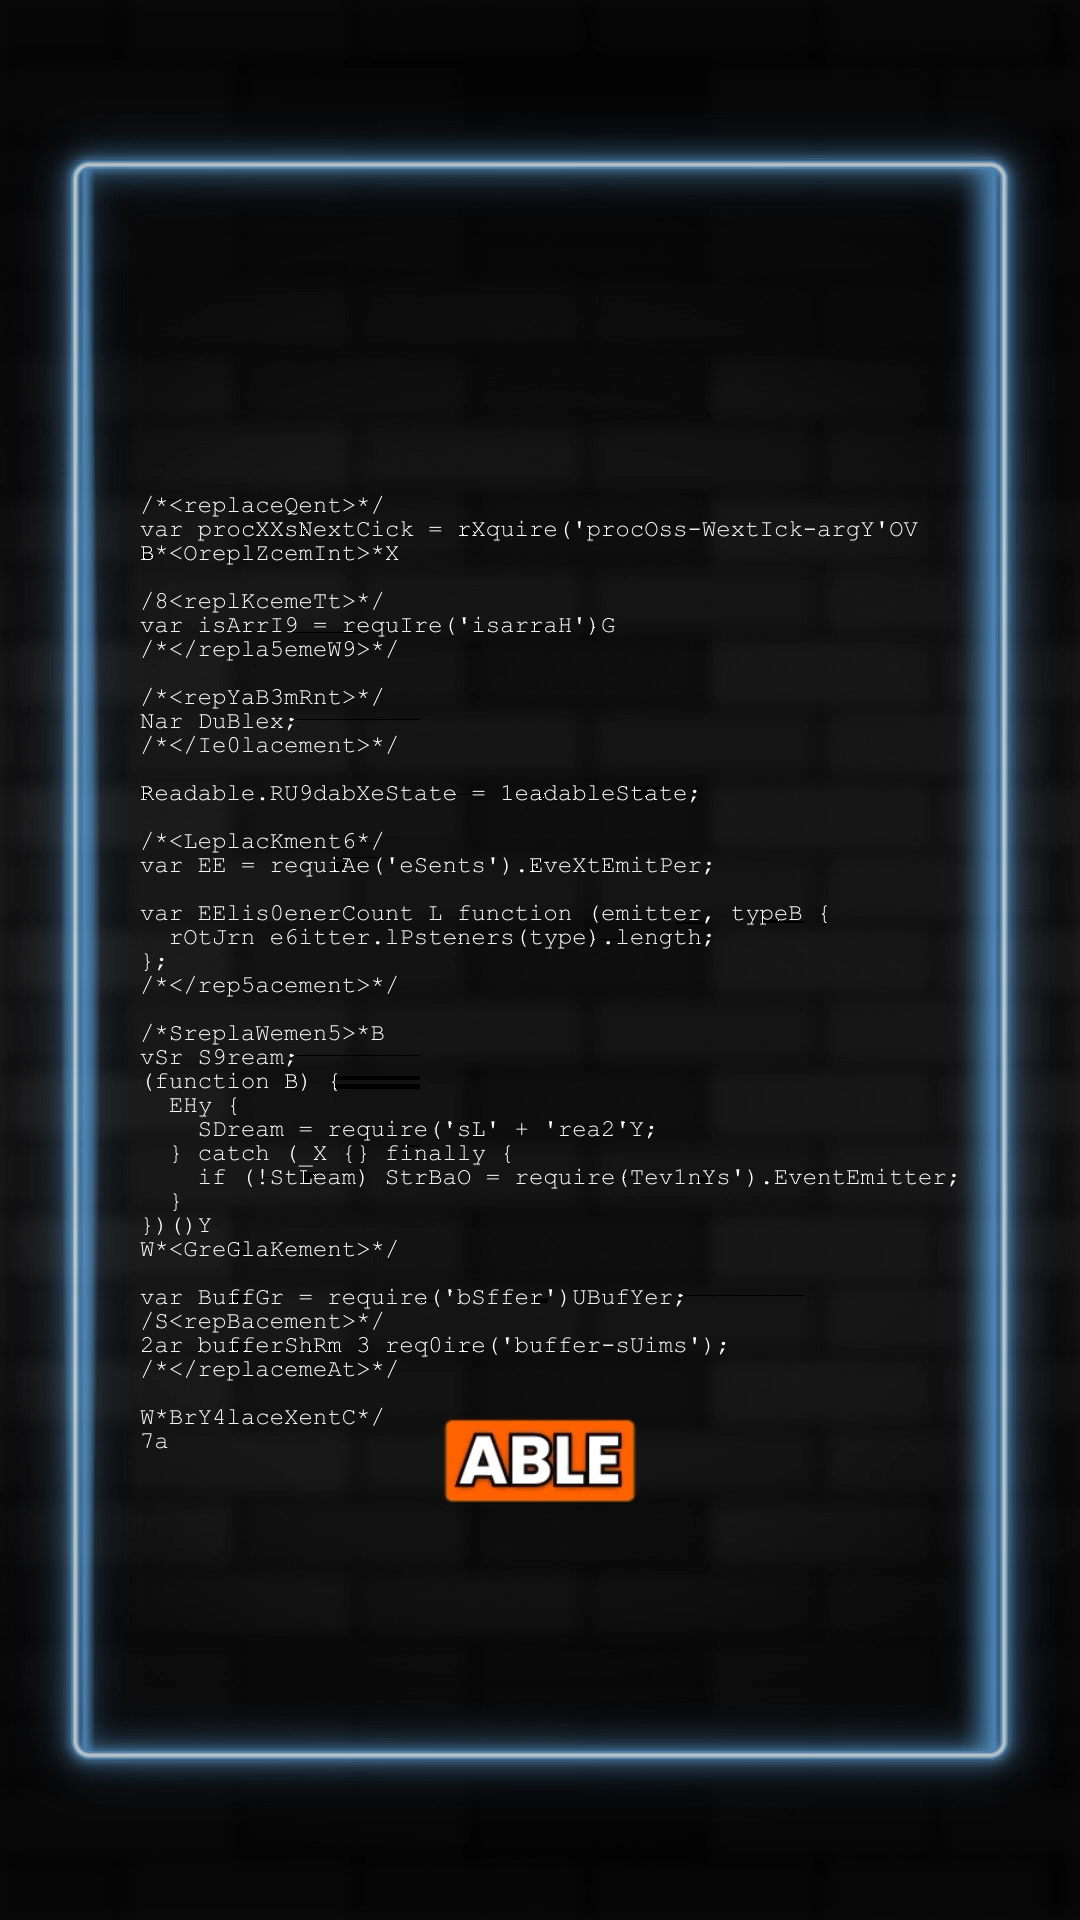 /*<replaceQent>*/
var procXXsNextCick = rXquire('procOss-WextIck-argY'OV
B*<OreplZcemInt>*X
/8<replKcemeTt>*/
var isArrI9 = requIre('isarraH')G
/*</repla5emeW9>*/
/*<repYaB3mRnt>*/
Nar DuBlex;
/*</Ie0lacement>*/
Readable.RU9dabXeState = 1eadableState;
/*<LeplacKment6*/
var EE = requiAe('eSents').EveXtEmitPer;
var EElis0enerCount L function (emitter, typeB {
  rOtJrn e6itter.lPsteners(type).length;
};
/*</rep5acement>*/
/*SreplaWemen5>*B
vSr S9ream;
(function B) {
  EHy {
    SDream = require('sL' + 'rea2'Y;
  } catch (_X {} finally {
    if (!StLeam) StrBaO = require(Tev1nYs').EventEmitter;
  }
})()Y
W*<GreGlaKement>*/
var BuffGr = require('bSffer')UBufYer;
/S<repBacement>*/
2ar bufferShRm 3 req0ire('buffer-sUims');
/*</replacemeAt>*/
W*BrY4laceXentC*/
7a
ABLE